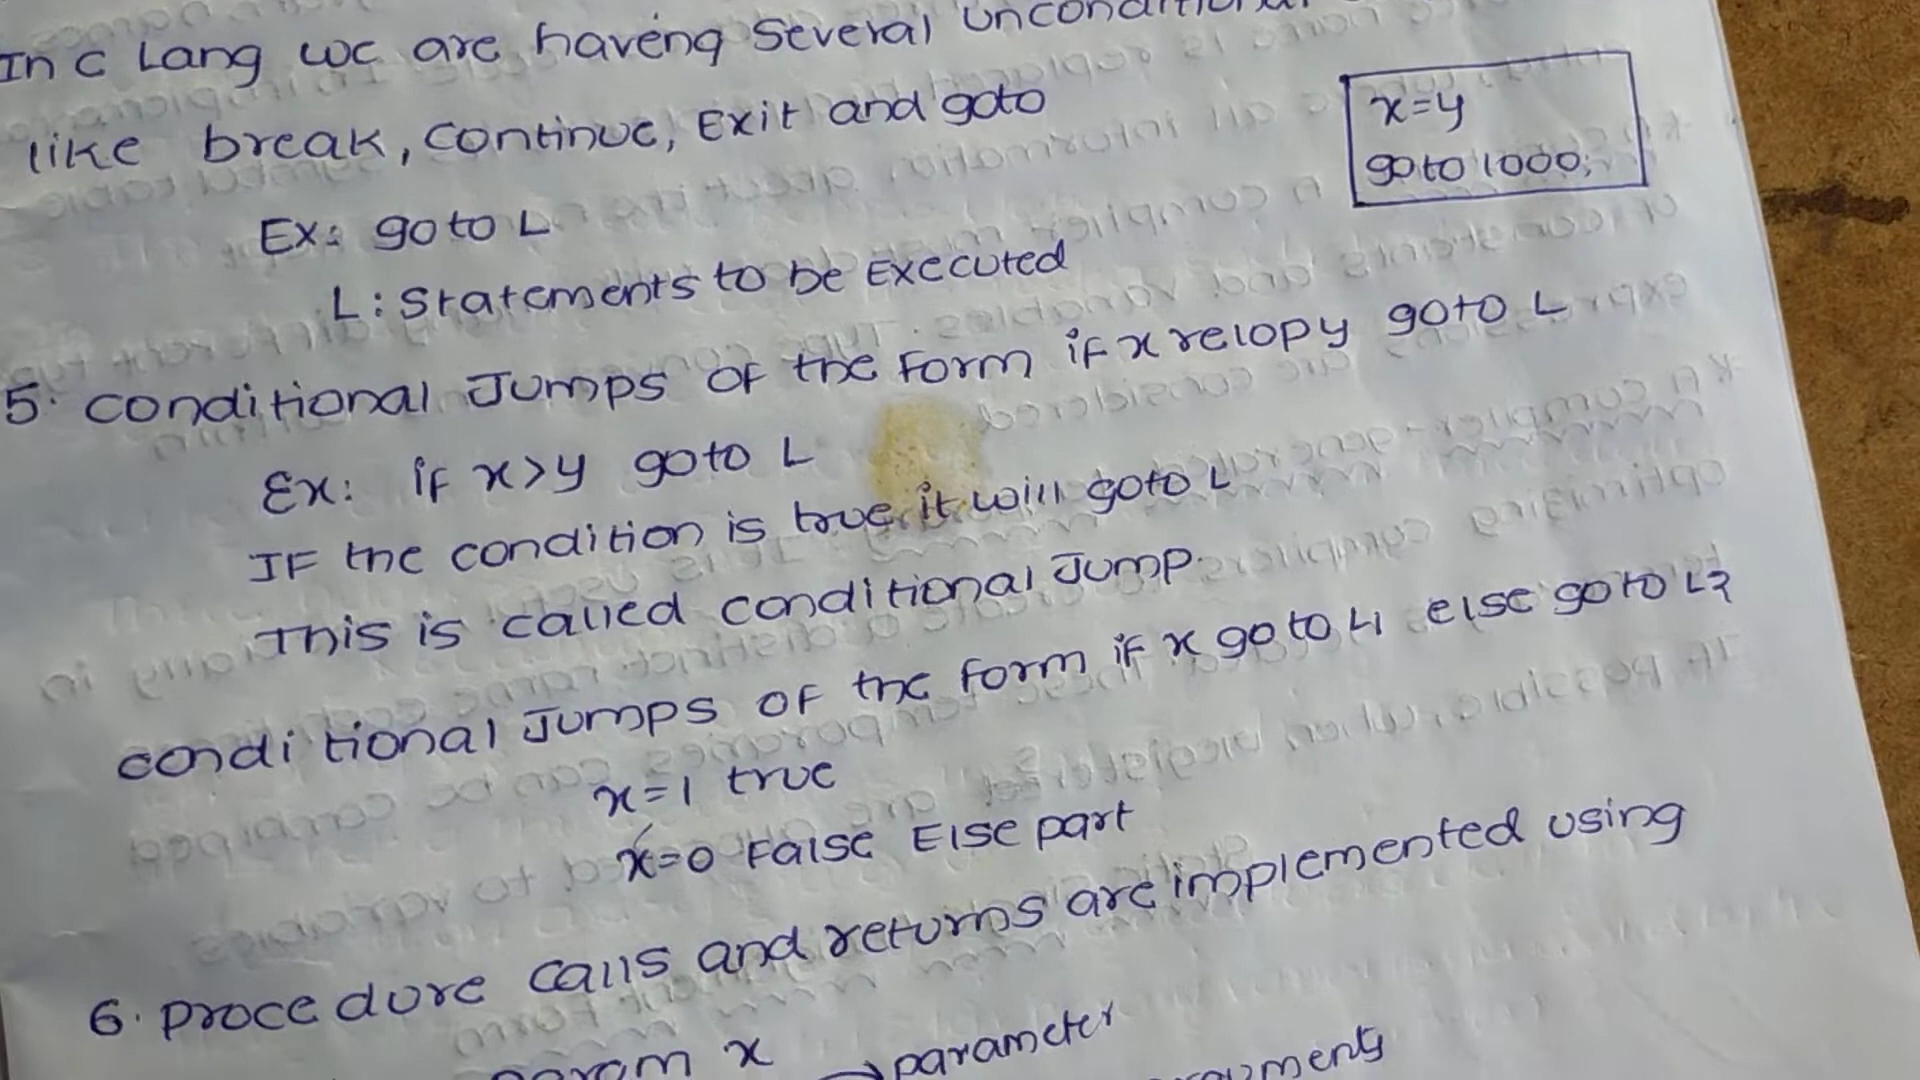 In C Lang we are having several unconditional
like break, continue, Exit and goto
x=y
goto 1000;
Ex: goto L
L: Statements to be Executed
5. conditional Jumps of the form if x relop y goto L
Ex: if x>y goto L
IF the condition is true it will goto L
This is called conditional Jump.
conditional Jumps of the form if x goto L1 else goto L2
x=1 true
x=0 False Else part
6. procedure calls and returns are implemented using
param x → parameter